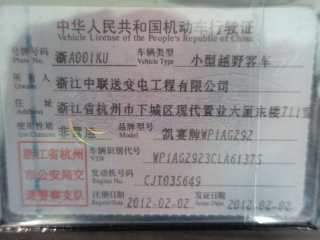 中华人民共和国机动车行驶证
Vehicle License of the People's Republic of China
号牌号码 Plate No. 浙A001KU 车辆类型 Vehicle Type 小型越野客车
所有人 Owner 浙江中联送变电工程有限公司
住址 Address 浙江省杭州市下城区现代置业大厦东楼711室
使用性质 Use Character 非营运 品牌型号 Model 凯宴牌WP1AG292
浙江省杭州市公安局交通警察支队
车辆识别代号 VIN WP1AG2923CLA61375
发动机号码 Engine No. CJT035649
注册日期 Register Date 2012-02-02 发证日期 Issue Date 2012-02-02